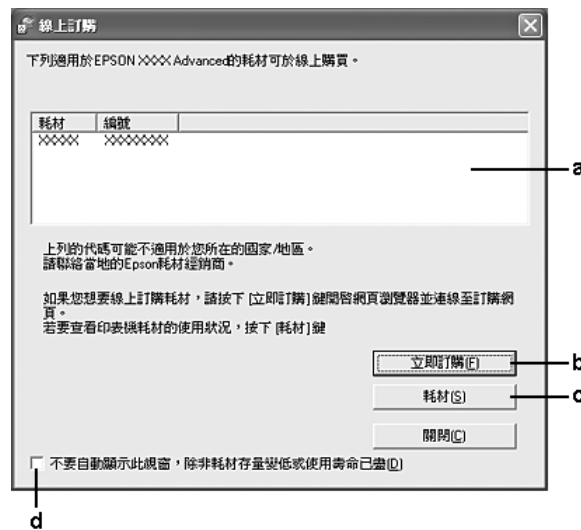 線上訂購
下列適用於EPSON XXXX Advanced的耗材可於線上購買。
耗材 編號
XXXXX XXXXXXXX
a
上列的代碼可能不適用於您所在的國家/地區。
請聯絡當地的Epson耗材經銷商。
如果您想要線上訂購耗材，請按下 [立即訂購] 鍵開啟網頁瀏覽器並連線至訂購網
頁。
若要查看印表機耗材的使用狀況，按下 [耗材] 鍵
立即訂購(E) b
耗材(S) c
關閉(C)
不要自動顯示此視窗，除非耗材存量變低或使用壽命已盡(D)
d